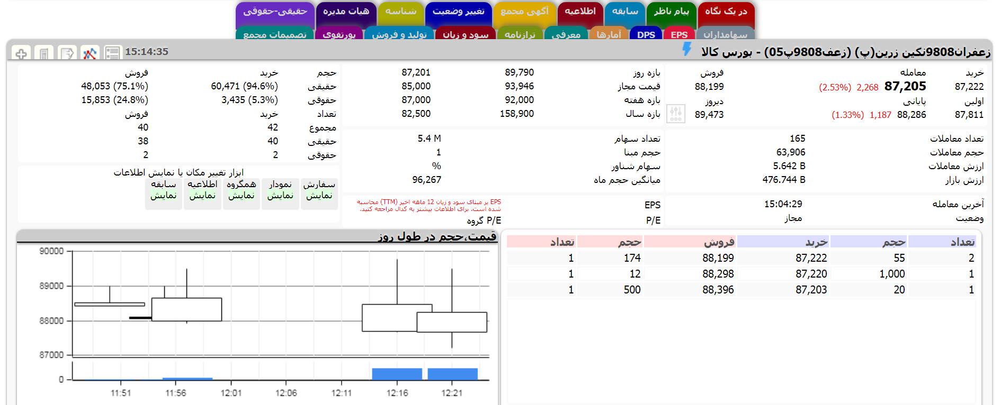 در یک نگاه پیام ناظر سابقه اطلاعیه آگهی مجمع تغییر وضعیت شناسه هیات مدیره حقیقی-حقوقی
سهامداران EPS DPS آمارها معرفی ترازنامه سود و زیان تولید و فروش پورتفوی تصمیمات مجمع
زعفران9808نگین زرین(پ) (زعف9808پ05) - بورس کالا
15:14:35
خرید معامله فروش
87,222 87,205 2,268 (2.53%) 88,199
اولین پایانی دیروز
87,811 88,286 1,187 (1.33%) 89,473
تعداد معاملات 165
حجم معاملات 63,906
ارزش معاملات 5.642 B
ارزش بازار 476.744 B
آخرین معامله 15:04:29
وضعیت مجاز
بازه روز 89,790 87,201
قیمت مجاز 93,946 85,000
بازه هفته 92,000 87,000
بازه سال 158,900 82,500
تعداد سهام 5.4 M
حجم مبنا 1
سهام شناور %
میانگین حجم ماه 96,267
EPS
EPS بر مبنای سود و زیان 12 ماهه اخیر (TTM) محاسبه
شده است. برای اطلاعات بیشتر به کدال مراجعه کنید.
P/E
P/E گروه
حجم خرید فروش
حقیقی 60,471 (94.6%) 48,053 (75.1%)
حقوقی 3,435 (5.3%) 15,853 (24.8%)
تعداد خرید فروش
مجموع 42 40
حقیقی 40 38
حقوقی 2 2
ابزار تغییر مکان یا نمایش اطلاعات
سفارش نمودار همگروه اطلاعیه سابقه
نمایش نمایش نمایش نمایش نمایش
تعداد حجم خرید فروش حجم تعداد
2 55 87,222 88,199 174 1
1 1,000 87,220 88,298 12 1
1 20 87,203 88,396 500 1
قیمت،حجم در طول روز
90000
89000
88000
87000
0
11:51 11:56 12:01 12:06 12:11 12:16 12:21